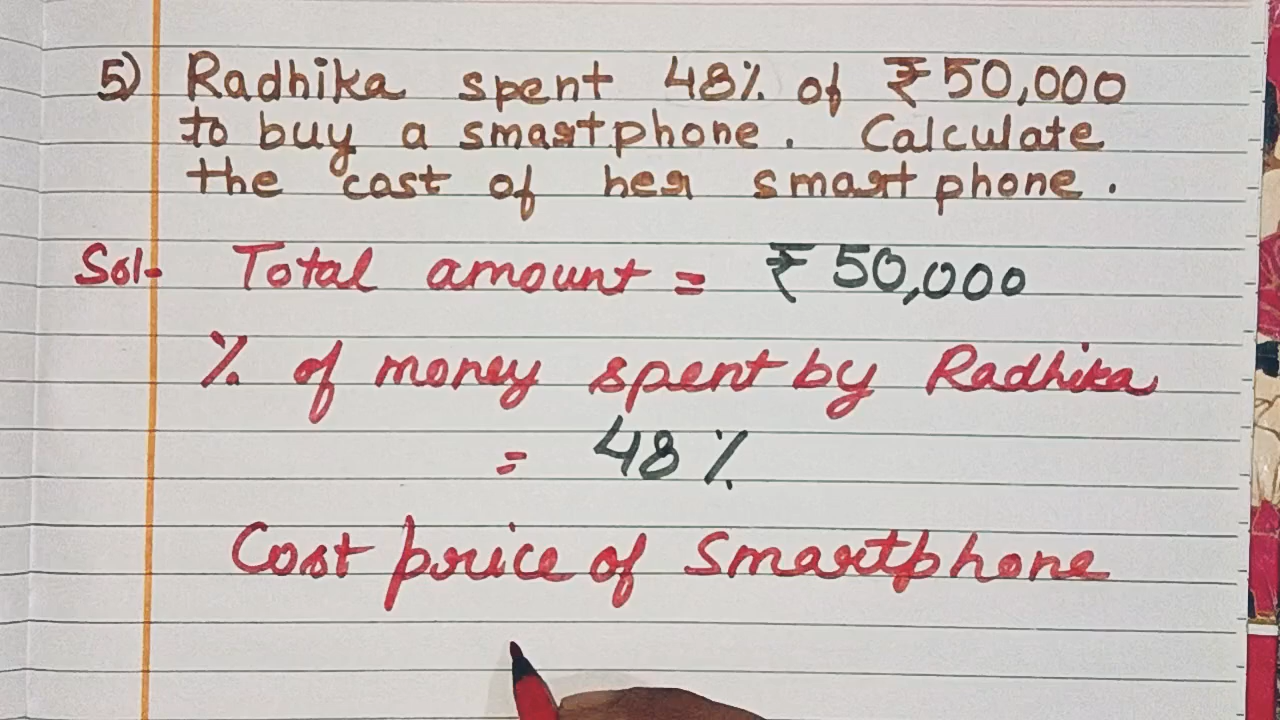 5) Radhika spent 48% of ₹50,000
to buy a smartphone. Calculate
the cost of her smartphone.
Sol- Total amount = ₹50,000
% of money spent by Radhika
= 48%
Cost price of Smartphone